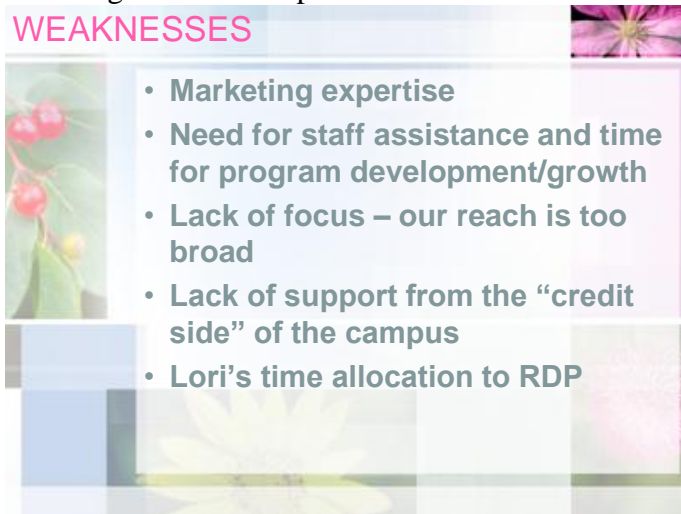 WEAKNESSES
• Marketing expertise
• Need for staff assistance and time
for program development/growth
• Lack of focus – our reach is too
broad
• Lack of support from the “credit
side” of the campus
• Lori’s time allocation to RDP